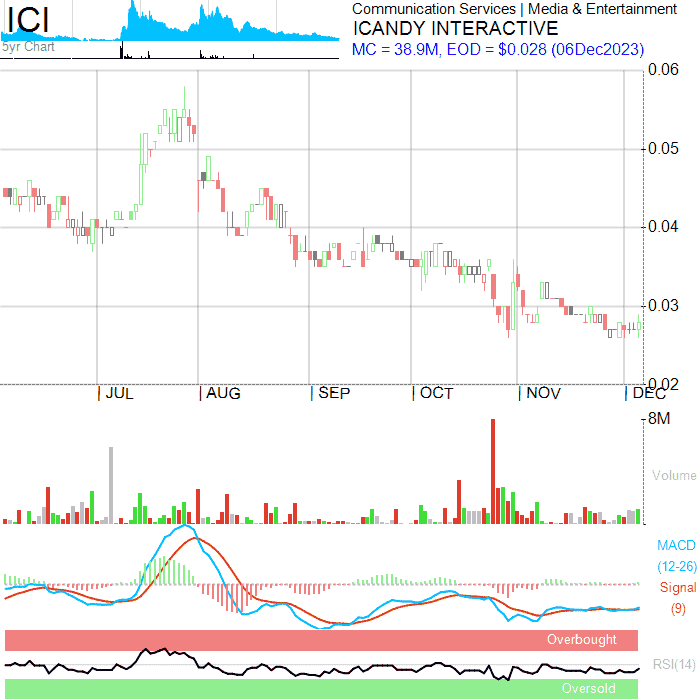 ICI
5yr Chart
Communication Services | Media & Entertainment
ICANDY INTERACTIVE
MC = 38.9M, EOD = $0.028 (06Dec2023)
0.06
0.05
0.04
0.03
0.02
| JUL | AUG | SEP | OCT | NOV | DEC
8M
Volume
MACD
(12-26)
Signal
(9)
Overbought
RSI(14)
Oversold